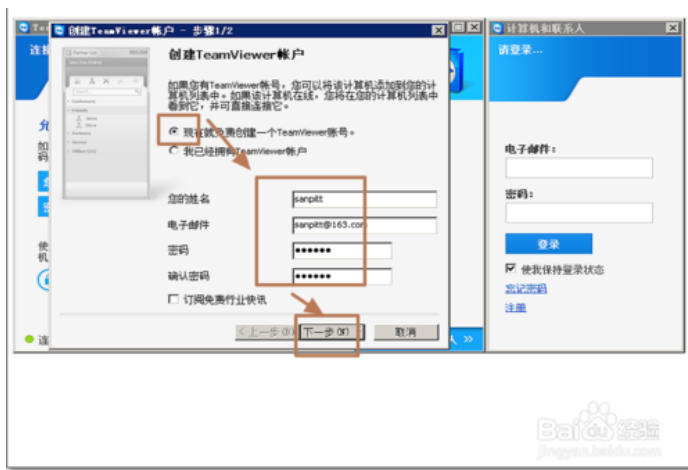 创建TeamViewer帐户 - 步骤1/2
计算机和联系人
请登录...
创建TeamViewer帐户
如果您有TeamViewer帐号，您可以将该计算机添加到您的计
算机列表中。如果该计算机在线，您将在您的计算机列表中
看到它，并可直接连接它。
现在就免费创建一个TeamViewer账号。
我已经拥有TeamViewer帐户
您的姓名
sanpitt
电子邮件
sanpitt@163.com
密码
●●●●●●
确认密码
●●●●●●
订阅免费行业快讯
<上一步(B)
下一步(N)
取消
电子邮件：
密码：
登录
使我保持登录状态
忘记密码
注册
人 >>
Baidu 经验
jingyan.baidu.com